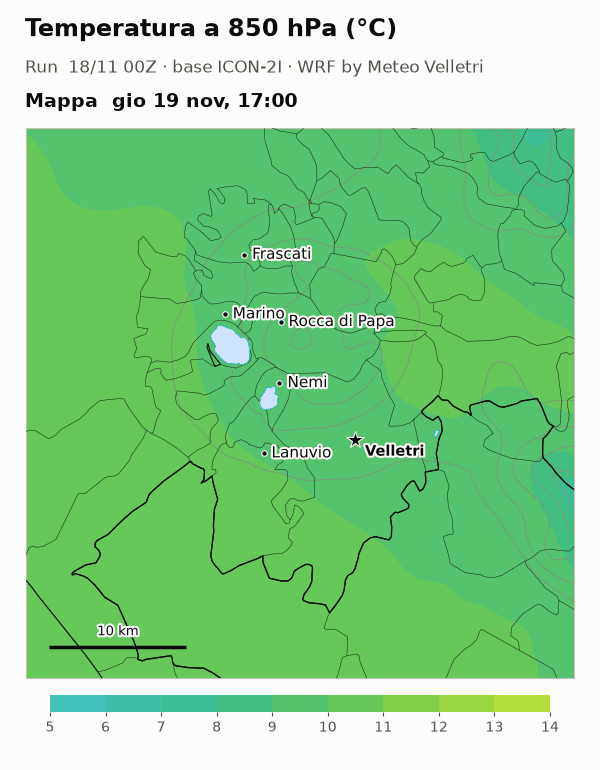 Temperatura a 850 hPa (°C)
Run  18/11 00Z · base ICON-2I · WRF by Meteo Velletri
Mappa  gio 19 nov, 17:00
Frascati
Marino
Rocca di Papa
Nemi
Velletri
Lanuvio
10 km
5 6 7 8 9 10 11 12 13 14